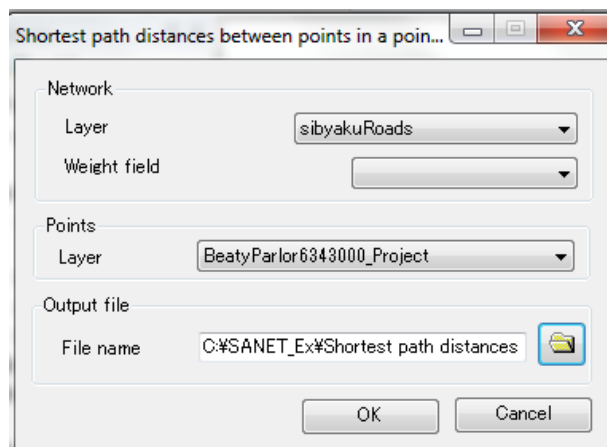 Shortest path distances between points in a poin...
Network
Layer
sibyakuRoads
Weight field
Points
Layer
BeatyParlor6343000_Project
Output file
File name
C:¥SANET_Ex¥Shortest path distances
OK
Cancel